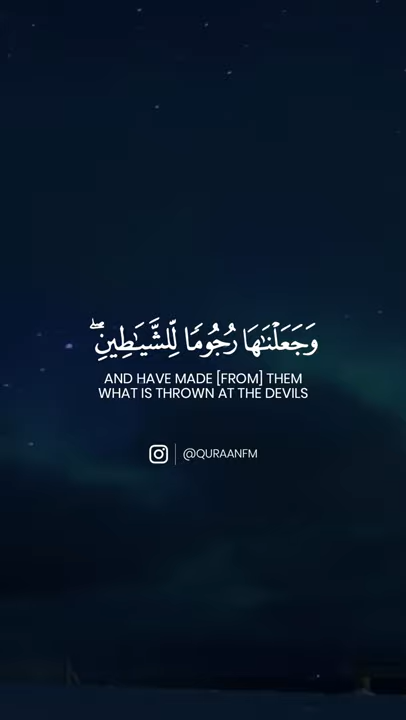 وَجَعَلْنَـٰهَا رُجُومًا لِّلشَّيَـٰطِينِ ۖ
AND HAVE MADE [FROM] THEM
WHAT IS THROWN AT THE DEVILS
@QURAANFM